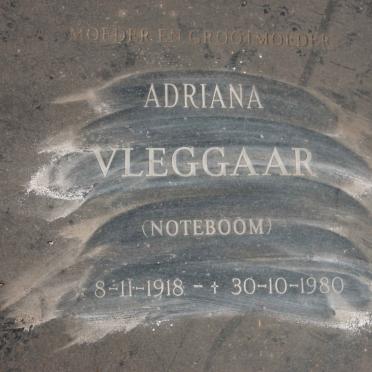 MOEDER EN GROOTMOEDER
ADRIANA
VLEGGAAR
(NOTEBOOM)
8-11-1918 - + 30-10-1980